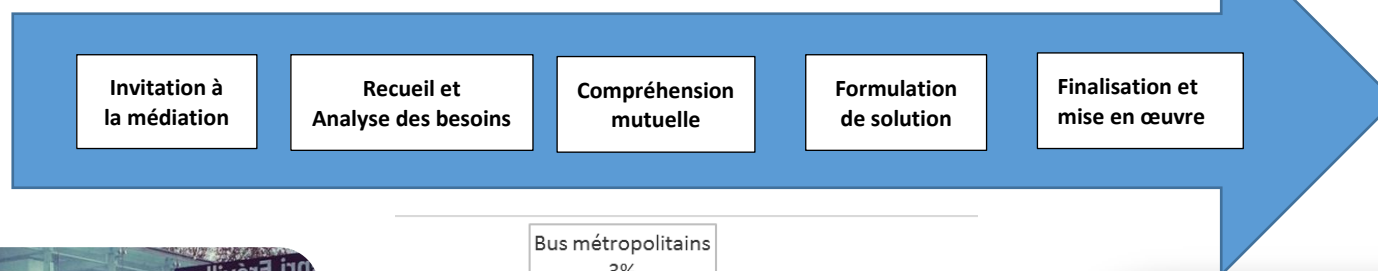 Invitation à
la médiation
Recueil et
Analyse des besoins
Compréhension
mutuelle
Formulation
de solution
Finalisation et
mise en œuvre
Bus métropolitains
3%